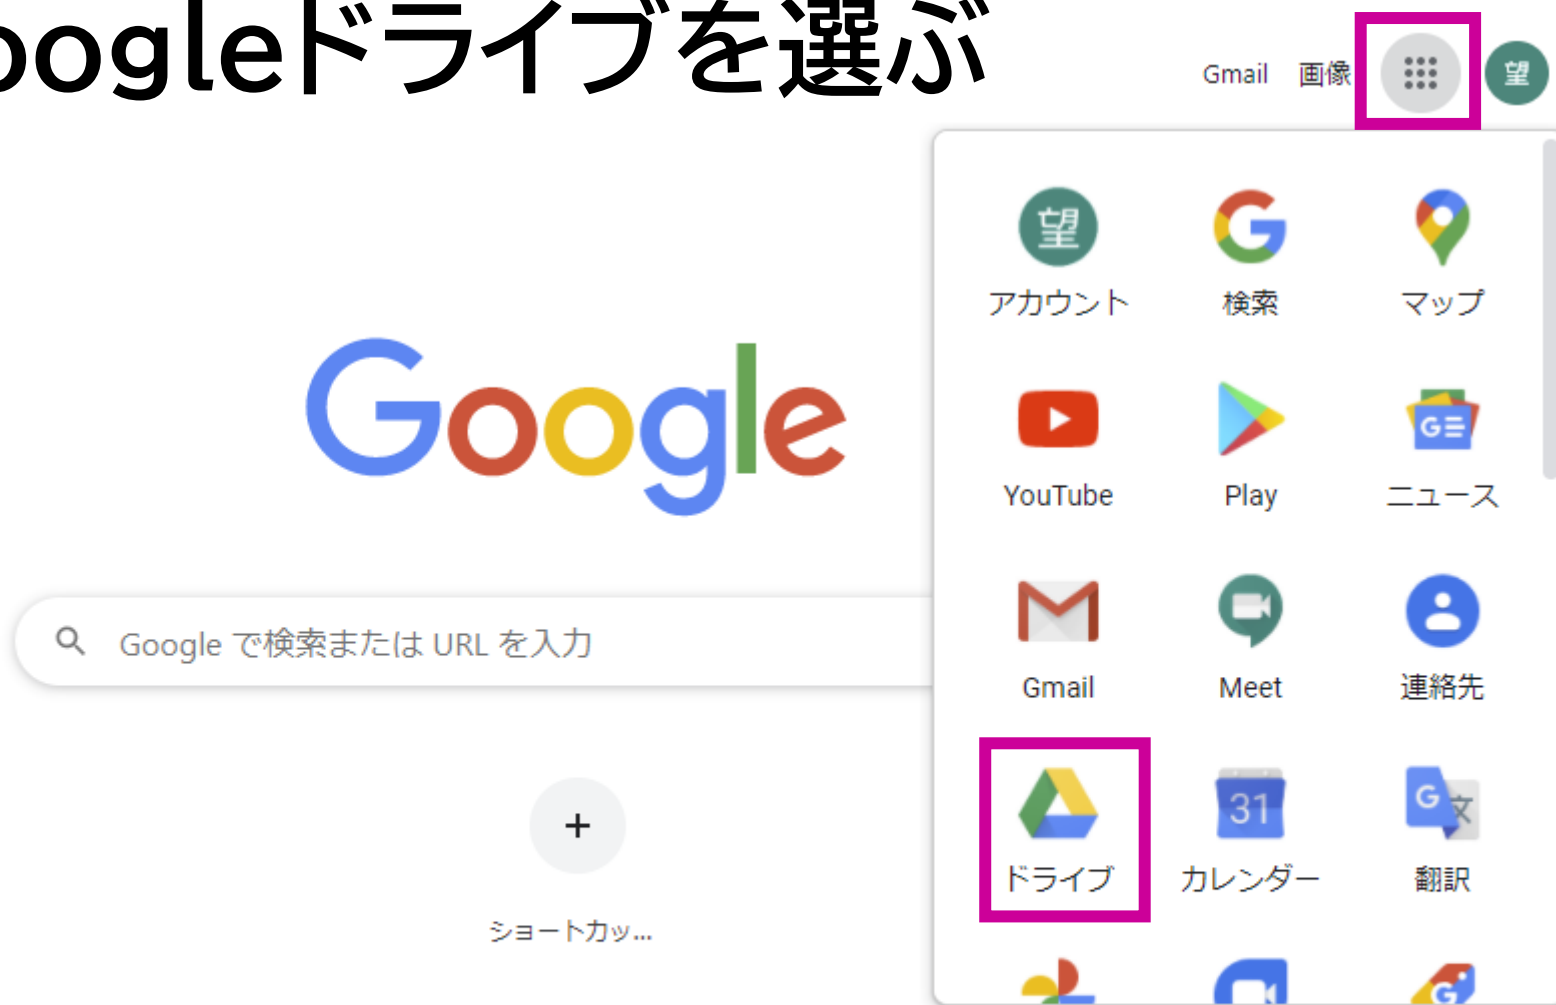 oogleドライブを選ぶ
Gmail 画像 望
望
アカウント 検索 マップ
Google
YouTube Play ニュース
GE
Google で検索または URL を入力
Gmail Meet 連絡先
31 G 文
ドライブ カレンダー 翻訳
+
ショートカッ...
G